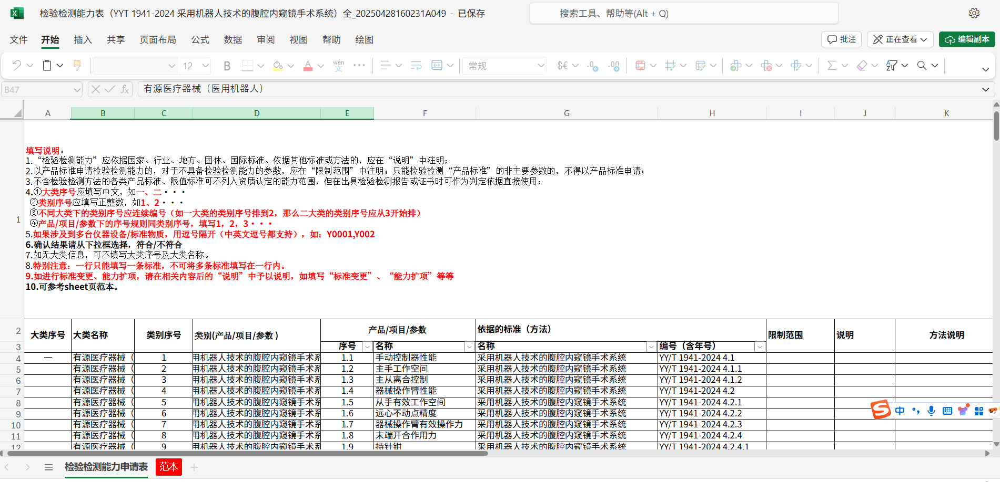 检验检测能力表（YYT 1941-2024 采用机器人技术的腹腔内窥镜手术系统）全_20250428160231A049 - 已保存
搜索工具、帮助等(Alt + Q)
文件 开始 插入 共享 页面布局 公式 数据 审阅 视图 帮助 绘图
批注 正在查看 编辑副本
12 B A wén 文 常规 $€ .0 .00
B47 fx 有源医疗器械（医用机器人）
A B C D E F G H I J K
1
填写说明：
1.“检验检测能力”应依据国家、行业、地方、团体、国际标准。依据其他标准或方法的，应在“说明”中注明；
2.以产品标准申请检验检测能力的，对于不具备检验检测能力的参数，应在“限制范围”中注明；只能检验检测“产品标准”的非主要参数的，不得以产品标准申请；
3.不含检验检测方法的各类产品标准、限值标准可不列入资质认定的能力范围，但在出具检验检测报告或证书时可作为判定依据直接使用；
4.①大类序号应填写中文，如一、二・・・
②类别序号应填写正整数，如1、2・・・
③不同大类下的类别序号应连续编号（如一大类的类别序号排到2，那么二大类的类别序号应从3开始排）
④产品/项目/参数下的序号规则同类别序号，填写1，2，3・・・
5.如果涉及到多台仪器设备/标准物质，用逗号隔开（中英文逗号都支持），如：Y0001,Y002
6.确认结果请从下拉框选择，符合/不符合
7.如无大类信息，可不填写大类序号及大类名称。
8.特别注意：一行只能填写一条标准，不可将多条标准填写在一行内。
9.如进行标准变更、能力扩项，请在相关内容后的“说明”中予以说明，如填写“标准变更”、“能力扩项”等等
10.可参考sheet页范本。
2 大类序号 大类名称 类别序号 类别(产品/项目/参数 ) 产品/项目/参数 依据的标准（方法） 限制范围 说明 方法说明
3 序号 名称 名称 编号（含年号）
4 一 有源医疗器械（ 1 用机器人技术的腹腔内窥镜手术系 1.1 手动控制器性能 采用机器人技术的腹腔内窥镜手术系统 YY/T 1941-2024 4.1
5 有源医疗器械（ 2 用机器人技术的腹腔内窥镜手术系 1.2 主手工作空间 采用机器人技术的腹腔内窥镜手术系统 YY/T 1941-2024 4.1.1
6 有源医疗器械（ 3 用机器人技术的腹腔内窥镜手术系 1.3 主从离合控制 采用机器人技术的腹腔内窥镜手术系统 YY/T 1941-2024 4.1.2
7 有源医疗器械（ 4 用机器人技术的腹腔内窥镜手术系 1.4 器械操作臂性能 采用机器人技术的腹腔内窥镜手术系统 YY/T 1941-2024 4.2
8 有源医疗器械（ 5 用机器人技术的腹腔内窥镜手术系 1.5 从手有效工作空间 采用机器人技术的腹腔内窥镜手术系统 YY/T 1941-2024 4.2.1
9 有源医疗器械（ 6 用机器人技术的腹腔内窥镜手术系 1.6 远心不动点精度 采用机器人技术的腹腔内窥镜手术系统 YY/T 1941-2024 4.2.2
10 有源医疗器械（ 7 用机器人技术的腹腔内窥镜手术系 1.7 器械操作臂有效操作力 采用机器人技术的腹腔内窥镜手术系统 YY/T 1941-2024 4.2.3
11 有源医疗器械（ 8 用机器人技术的腹腔内窥镜手术系 1.8 末端开合作用力 采用机器人技术的腹腔内窥镜手术系统 YY/T 1941-2024 4.2.4
12 有源医疗器械（ 9 用机器人技术的腹腔内窥镜手术系 1.9 持针钳 采用机器人技术的腹腔内窥镜手术系统 YY/T 1941-2024 4.2.4.1
S 中
检验检测能力申请表 范本